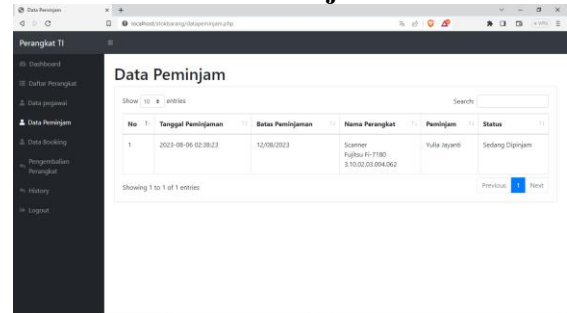 Data Peminjam
localhost/stokbarang/datapeminjam.php
Perangkat TI
Dashboard
Daftar Perangkat
Data pegawai
Data Peminjam
Data Booking
Pengembalian
Perangkat
History
Logout
Data Peminjam
Show 10 entries
Search:
No Tanggal Peminjaman Batas Peminjaman Nama Perangkat Peminjam Status
1 2023-08-06 02:38:23 12/08/2023 Scanner Yulia Jayanti Sedang Dipinjam
Fujitsu Fi-7160
3.10.02.03.004.062
Showing 1 to 1 of 1 entries
Previous 1 Next